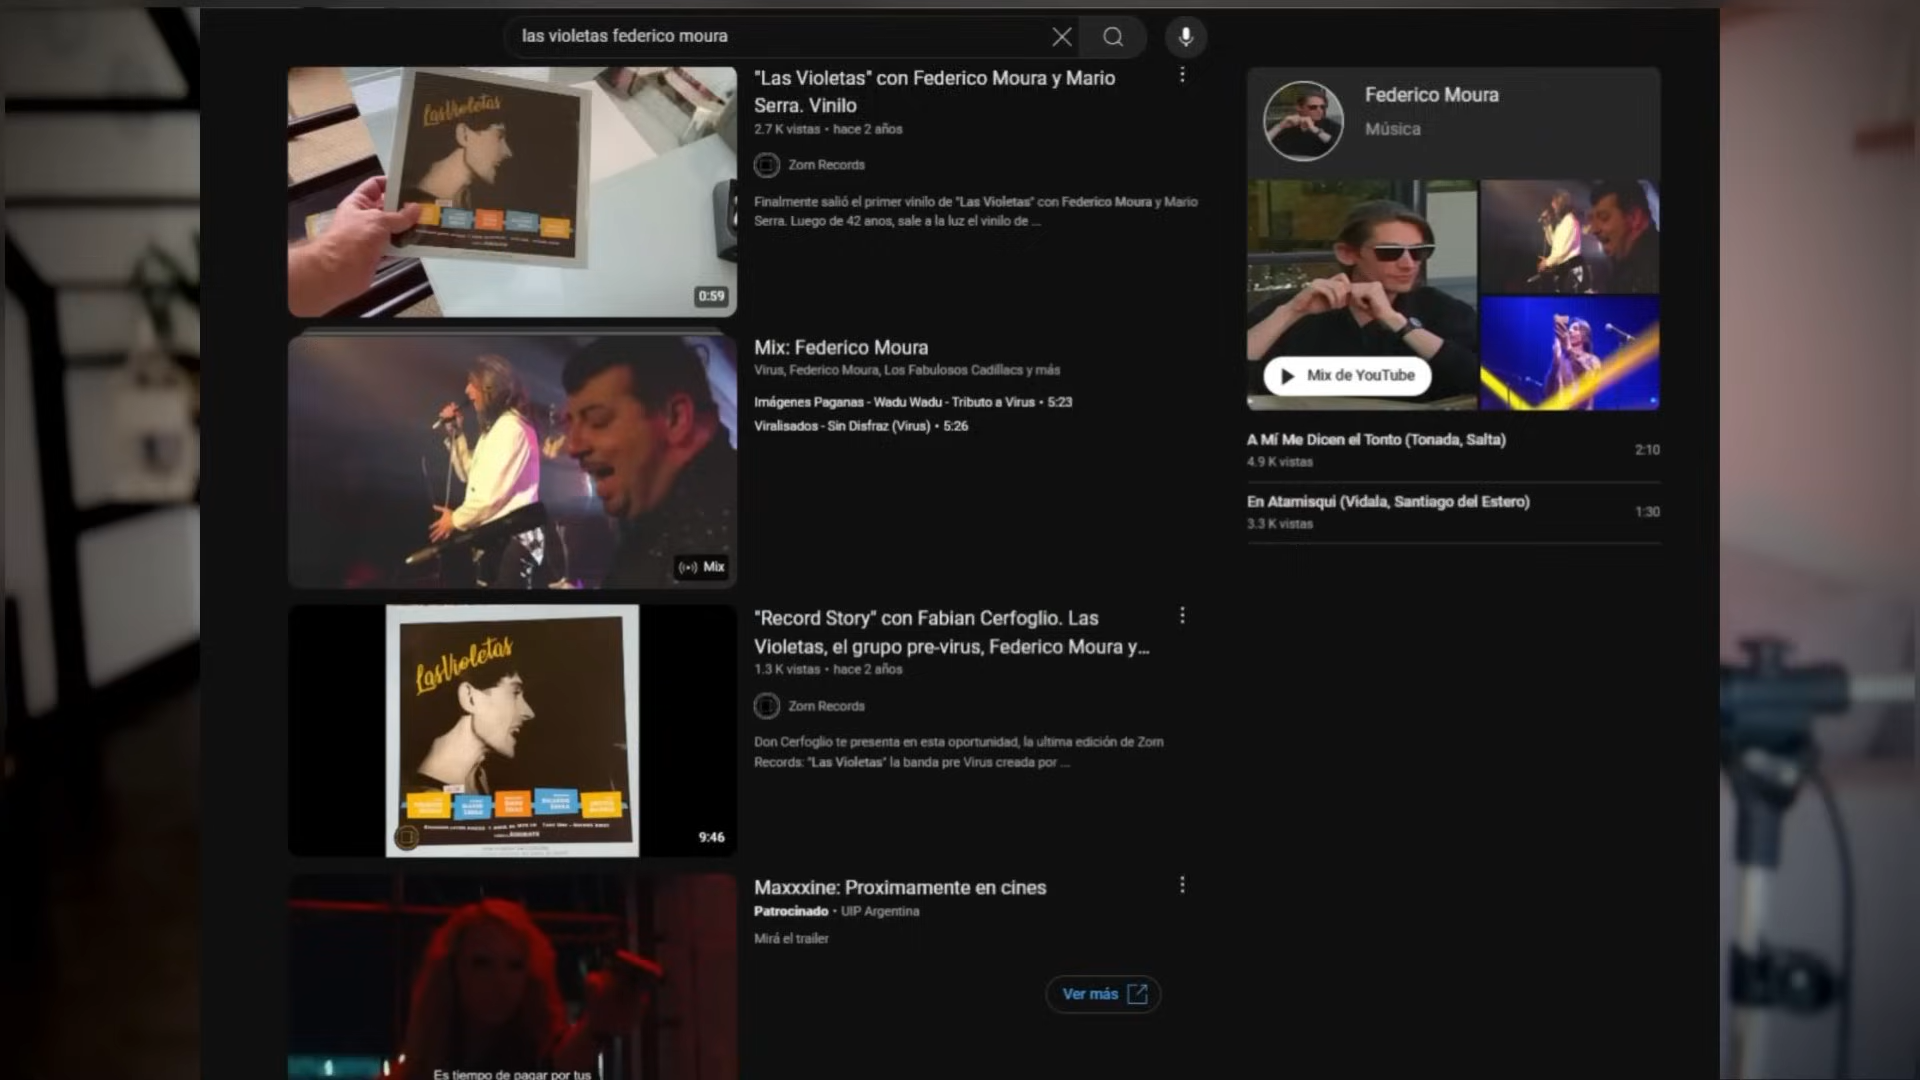 las violetas federico moura
Las Violetas
0:59
"Las Violetas" con Federico Moura y Mario
Serra. Vinilo
2.7 K vistas • hace 2 años
Zorn Records
Finalmente salió el primer vinilo de "Las Violetas" con Federico Moura y Mario
Serra. Luego de 42 anos, sale a la luz el vinilo de ...
Mix
Mix: Federico Moura
Virus, Federico Moura, Los Fabulosos Cadillacs y más
Imágenes Paganas - Wadu Wadu - Tributo a Virus • 5:23
Viralisados - Sin Disfraz (Virus) • 5:26
Las Violetas
9:46
"Record Story" con Fabian Cerfoglio. Las
Violetas, el grupo pre-virus, Federico Moura y...
1.3 K vistas • hace 2 años
Zorn Records
Don Cerfoglio te presenta en esta oportunidad, la ultima edición de Zorn
Records: "Las Violetas" la banda pre Virus creada por ...
Es tiempo de pagar por tus
Maxxxine: Proximamente en cines
Patrocinado • UIP Argentina
Mirá el trailer
Ver más
Federico Moura
Música
Mix de YouTube
A Mí Me Dicen el Tonto (Tonada, Salta)
2:10
4.9 K vistas
En Atamisqui (Vidala, Santiago del Estero)
1:30
3.3 K vistas